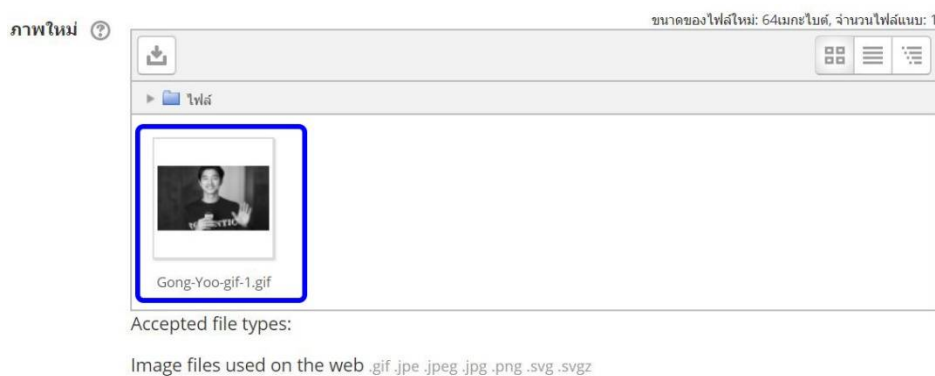 ขนาดของไฟล์ใหม่: 64เมกะไบต์, จำนวนไฟล์แนบ: 1
ภาพใหม่
ไฟล์
Gong-Yoo-gif-1.gif
Accepted file types:
Image files used on the web .gif .jpe .jpeg .jpg .png .svg .svgz